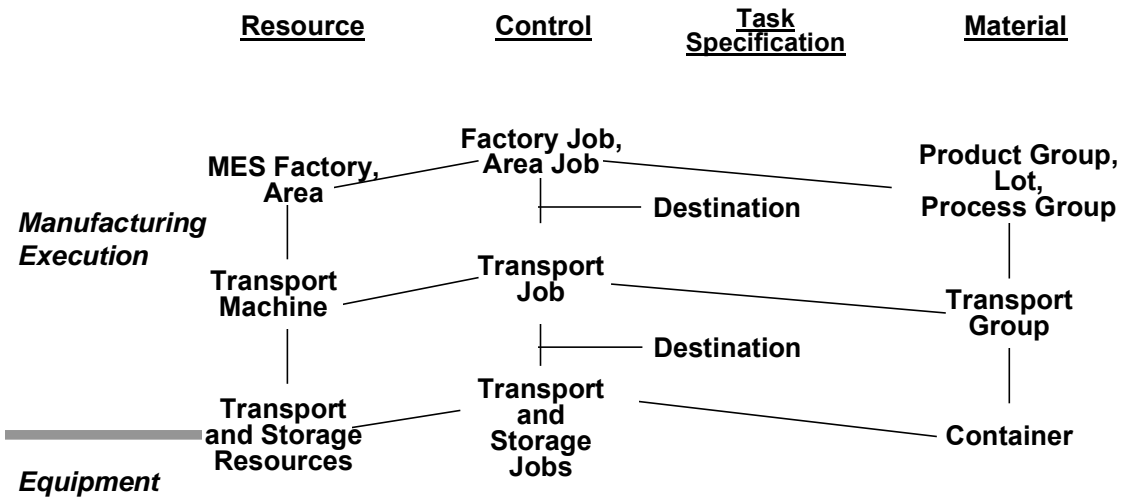 Resource
Control
Task
Specification
Material
Factory Job,
Area Job
MES Factory,
Area
Product Group,
Lot,
Process Group
Destination
Manufacturing
Execution
Transport
Machine
Transport
Job
Transport
Group
Destination
Transport
and Storage
Resources
Transport
and
Storage
Jobs
Container
Equipment